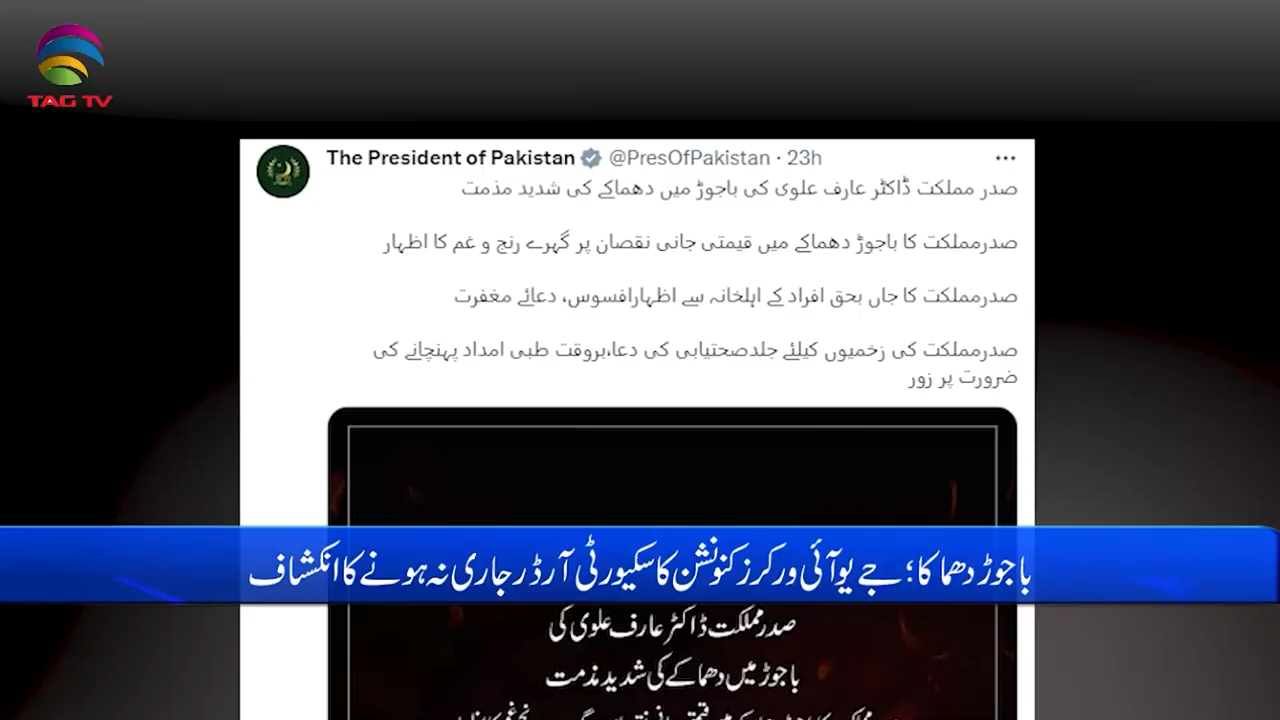 TAG TV
The President of Pakistan @PresOfPakistan · 23h
صدر مملکت ڈاکٹر عارف علوی کی باجوڑ میں دھماکے کی شدید مذمت
صدرمملکت کا باجوڑ دھماکے میں قیمتی جانی نقصان پر گہرے رنج و غم کا اظہار
صدرمملکت کا جاں بحق افراد کے اہلخانہ سے اظہارافسوس، دعائے مغفرت
صدرمملکت کی زخمیوں کیلئے جلدصحتیابی کی دعا،بروقت طبی امداد پہنچانے کی
ضرورت پر زور
باجوڑ دھماکا؛ جے یو آئی ورکرز کنونشن کا سکیورٹی آرڈر جاری نہ ہونے کا انکشاف
صدر مملکت ڈاکٹر عارف علوی کی
باجوڑ میں دھماکے کی شدید مذمت